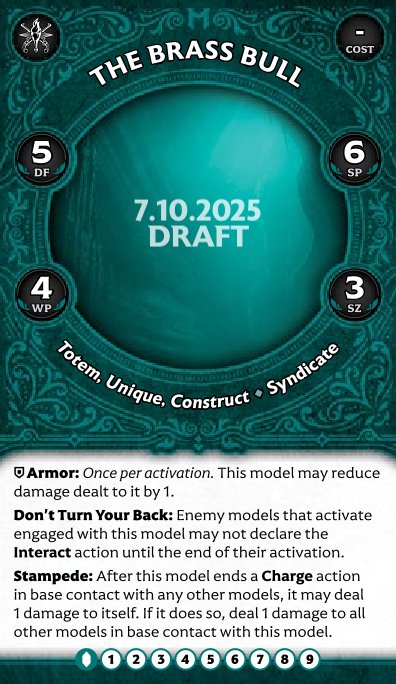 THE BRASS BULL
-
COST
5
DF
6
SP
7.10.2025
DRAFT
4
WP
3
SZ
Totem, Unique, Construct ◆ Syndicate
Armor: Once per activation. This model may reduce
damage dealt to it by 1.
Don't Turn Your Back: Enemy models that activate
engaged with this model may not declare the
Interact action until the end of their activation.
Stampede: After this model ends a Charge action
in base contact with any other models, it may deal
1 damage to itself. If it does so, deal 1 damage to all
other models in base contact with this model.
1 2 3 4 5 6 7 8 9